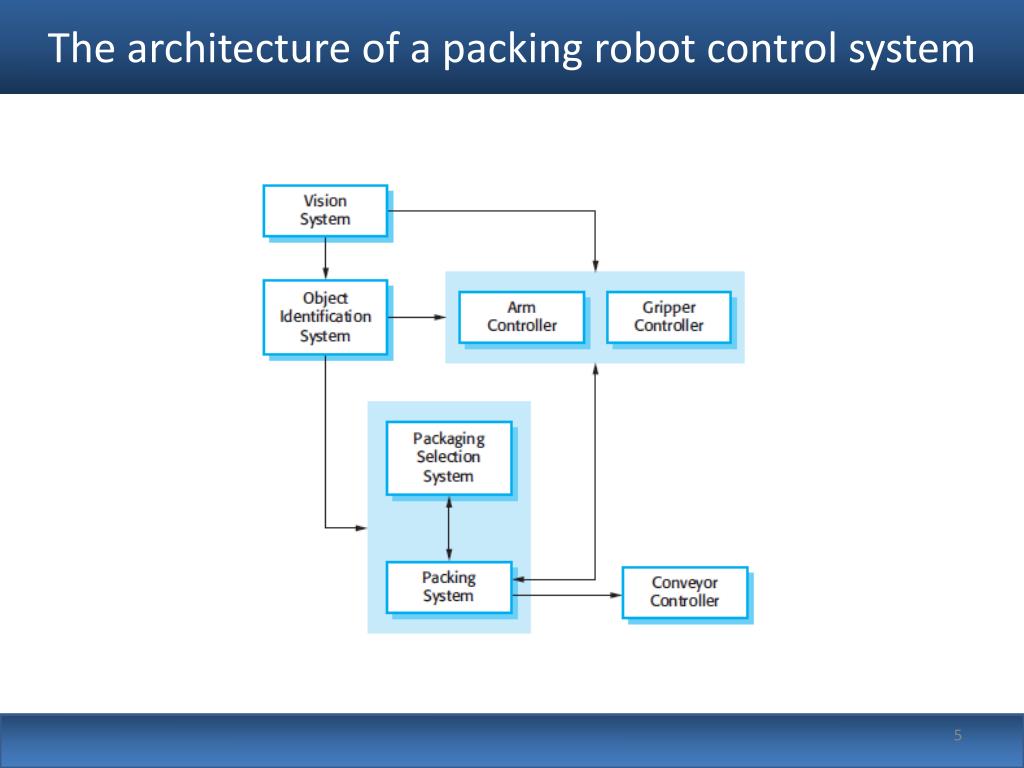 The architecture of a packing robot control system
Vision
System
Object
Identification
System
Arm
Controller
Gripper
Controller
Packaging
Selection
System
Packing
System
Conveyor
Controller
5